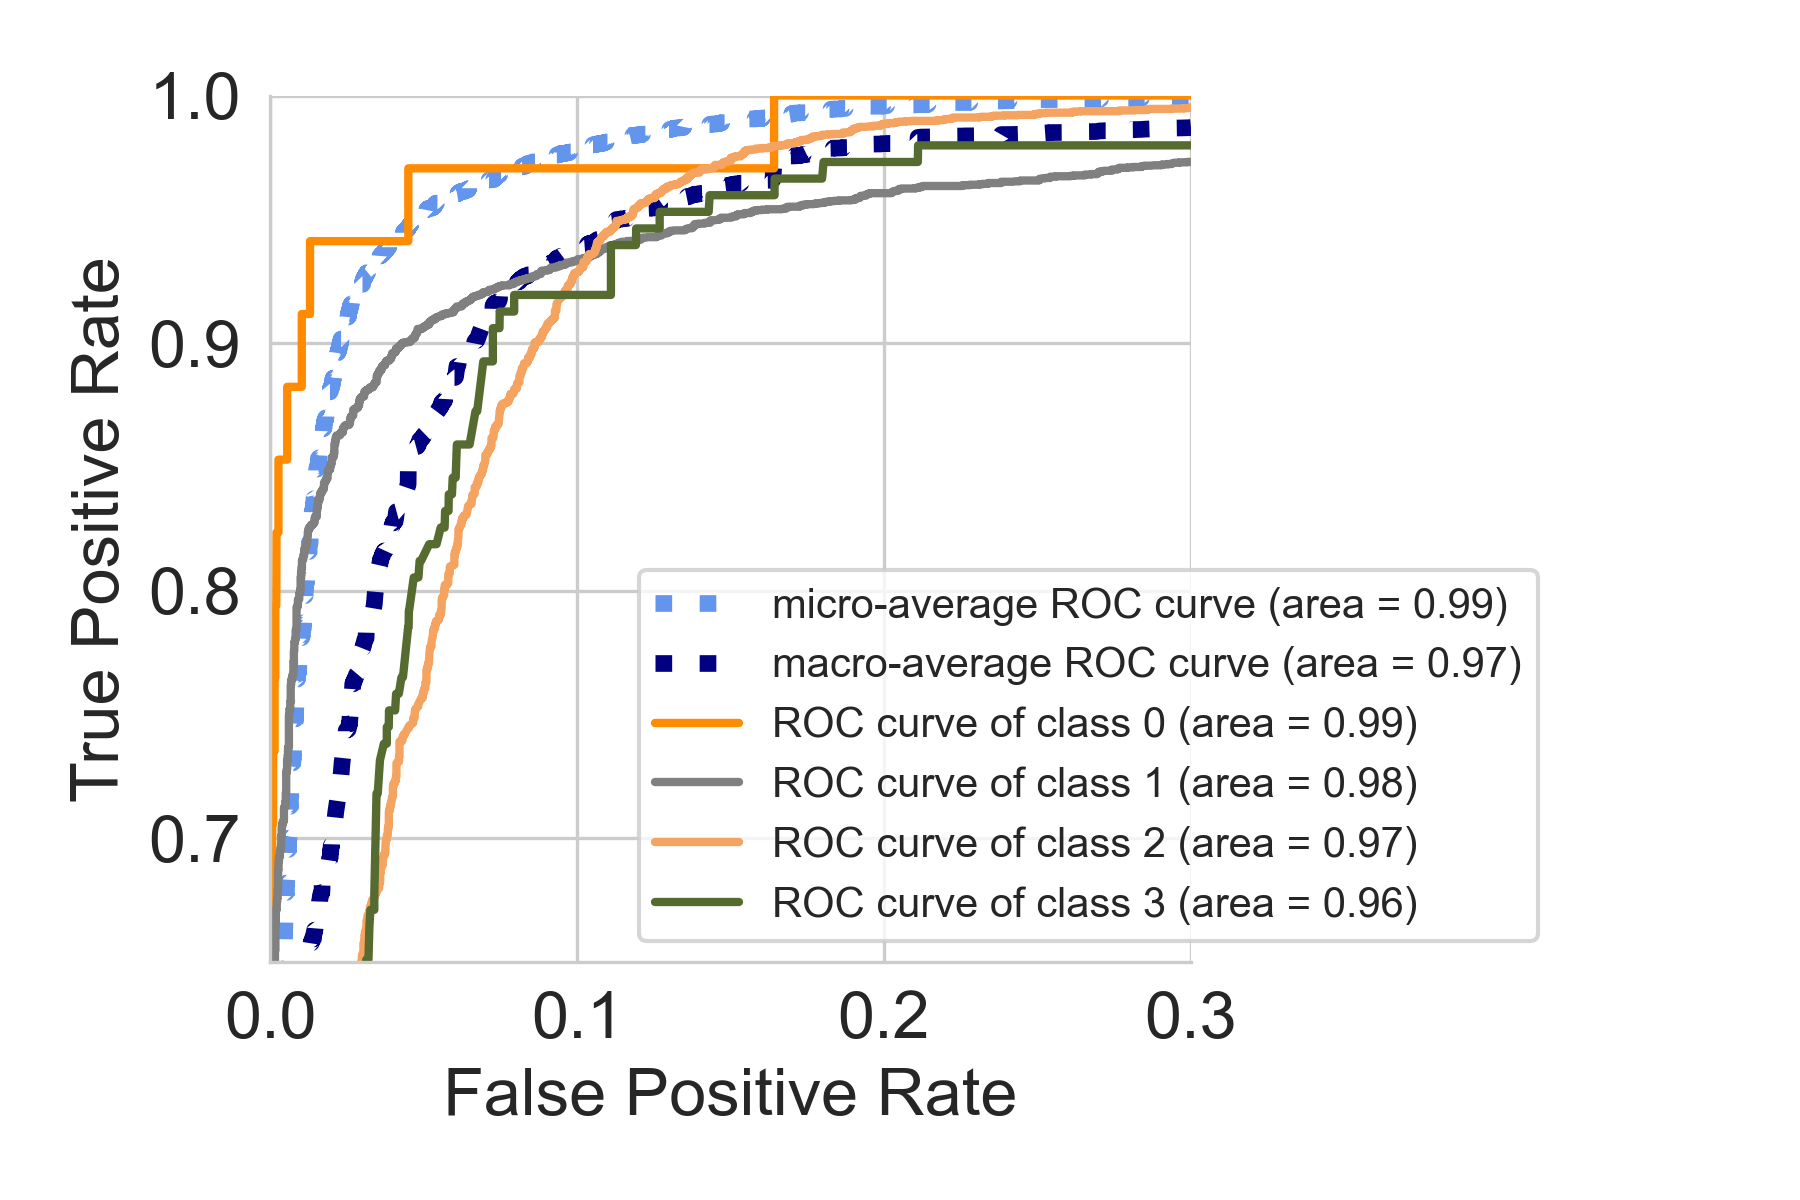 1.0
0.9
0.8
0.7
True Positive Rate
micro-average ROC curve (area = 0.99)
macro-average ROC curve (area = 0.97)
ROC curve of class 0 (area = 0.99)
ROC curve of class 1 (area = 0.98)
ROC curve of class 2 (area = 0.97)
ROC curve of class 3 (area = 0.96)
0.0 0.1 0.2 0.3
False Positive Rate